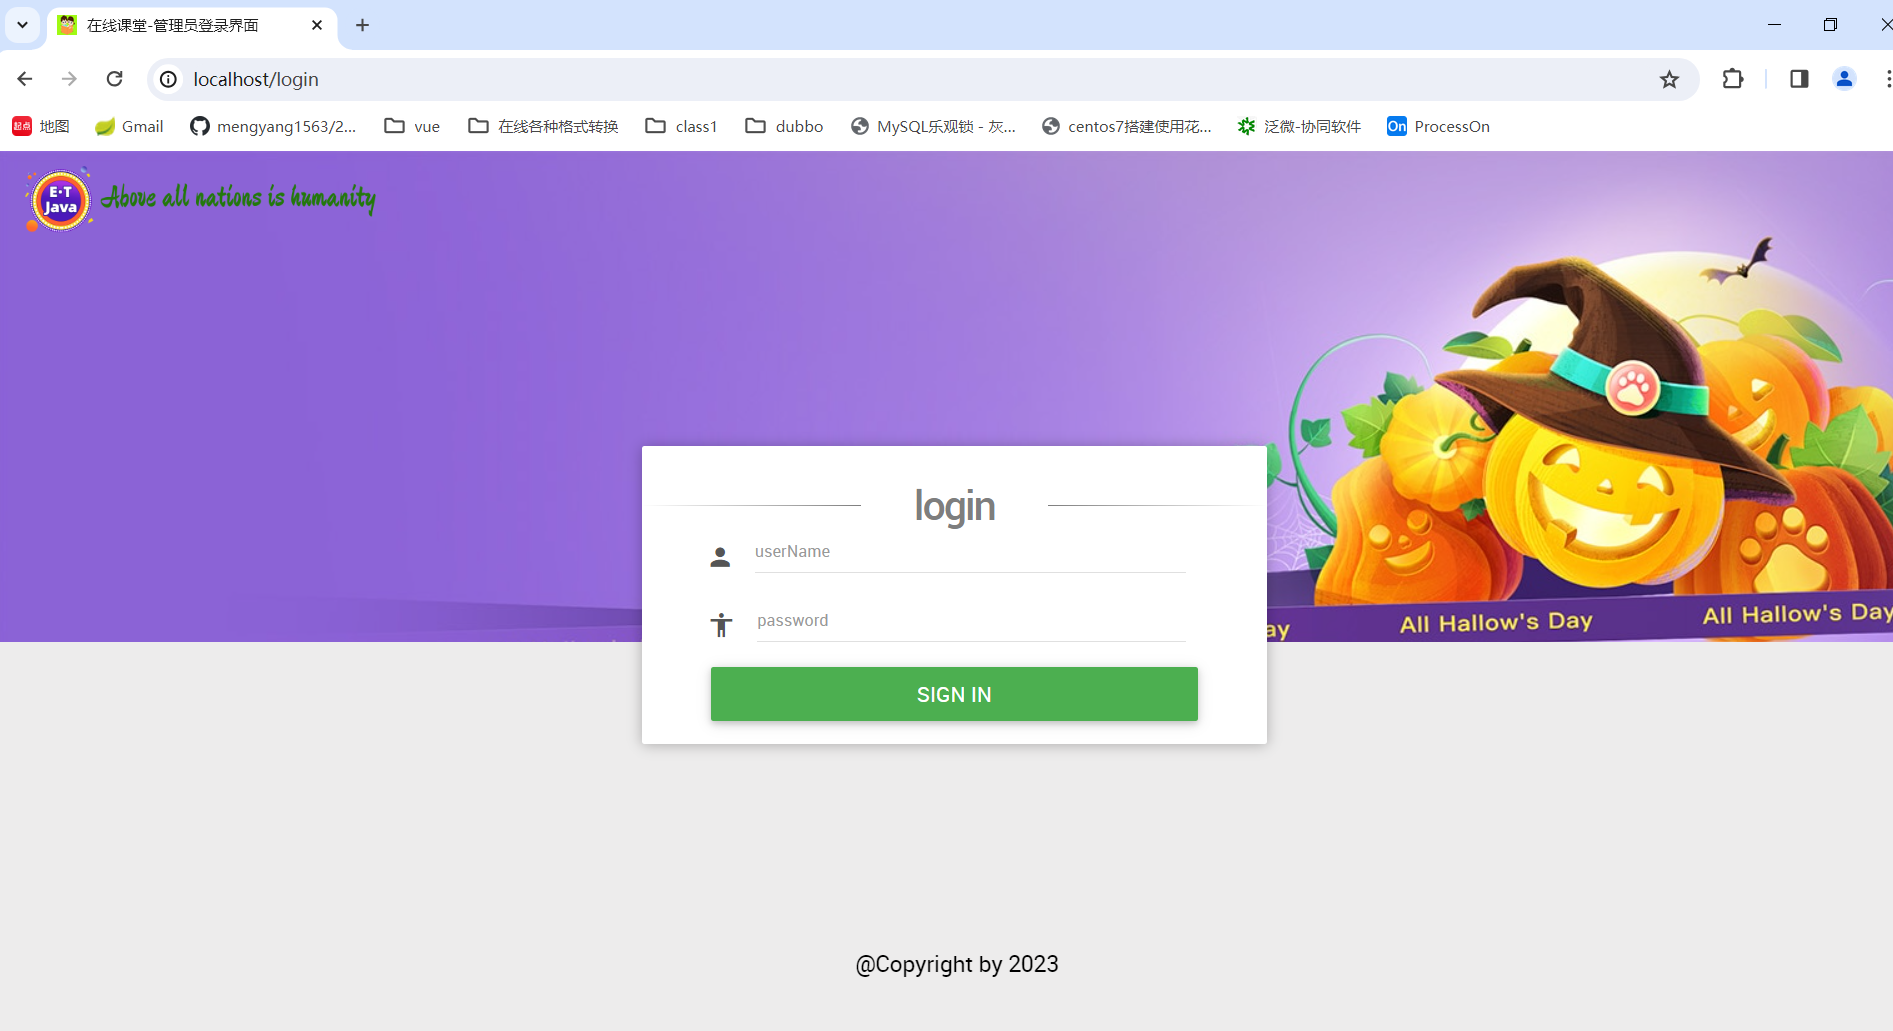 在线课堂-管理员登录界面
localhost/login
起点 地图 Gmail mengyang1563/2... vue 在线各种格式转换 class1 dubbo MySQL乐观锁 - 灰... centos7搭建使用花... 泛微-协同软件 On ProcessOn
E·T
Java
Above all nations is humanity
login
userName
password
SIGN IN
ay All Hallow's Day All Hallow's Day
@Copyright by 2023